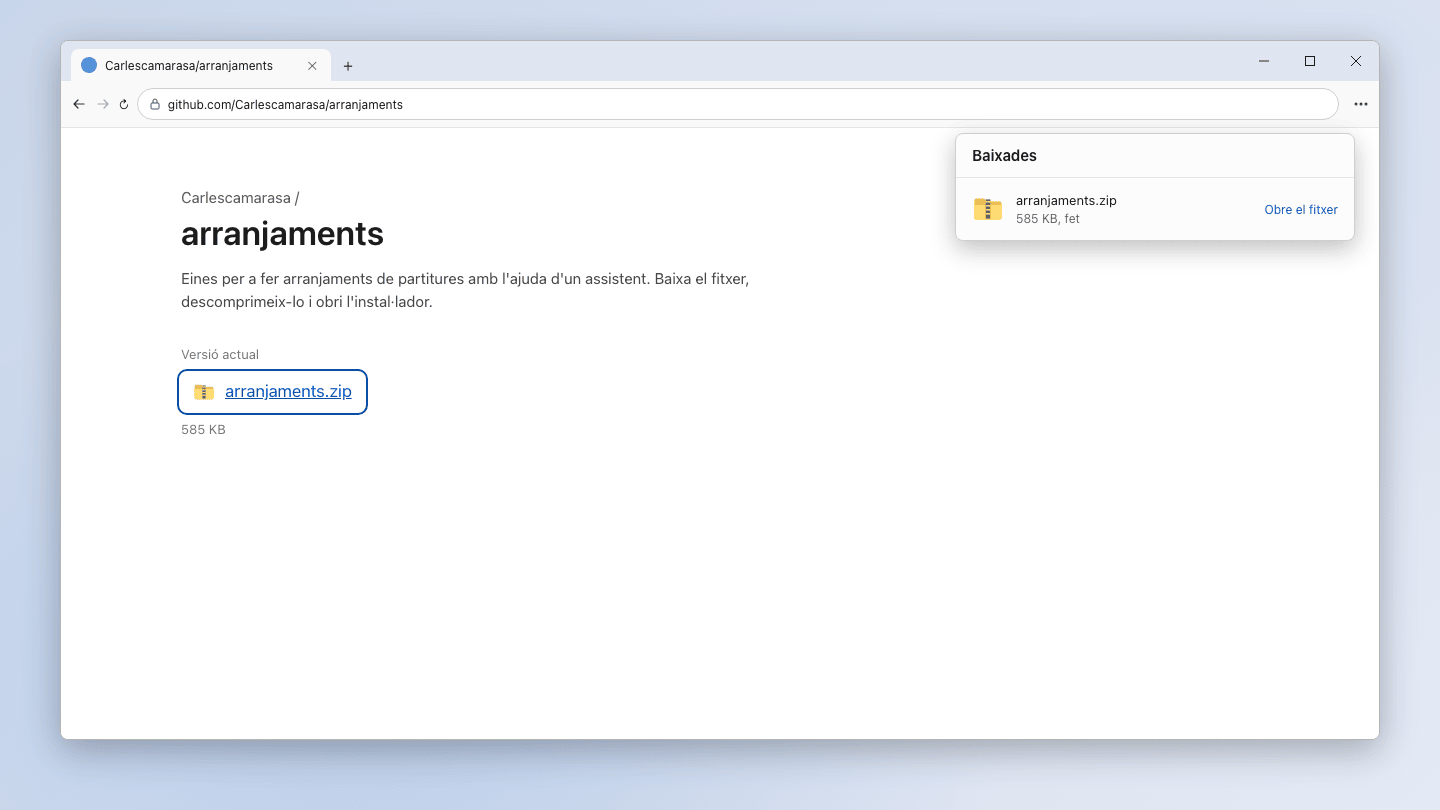 Carlescamarasa/arranjaments
github.com/Carlescamarasa/arranjaments
Baixades
arranjaments.zip
585 KB, fet
Obre el fitxer
Carlescamarasa /
arranjaments
Eines per a fer arranjaments de partitures amb l'ajuda d'un assistent. Baixa el fitxer,
descomprimeix-lo i obri l'instal·lador.
Versió actual
arranjaments.zip
585 KB